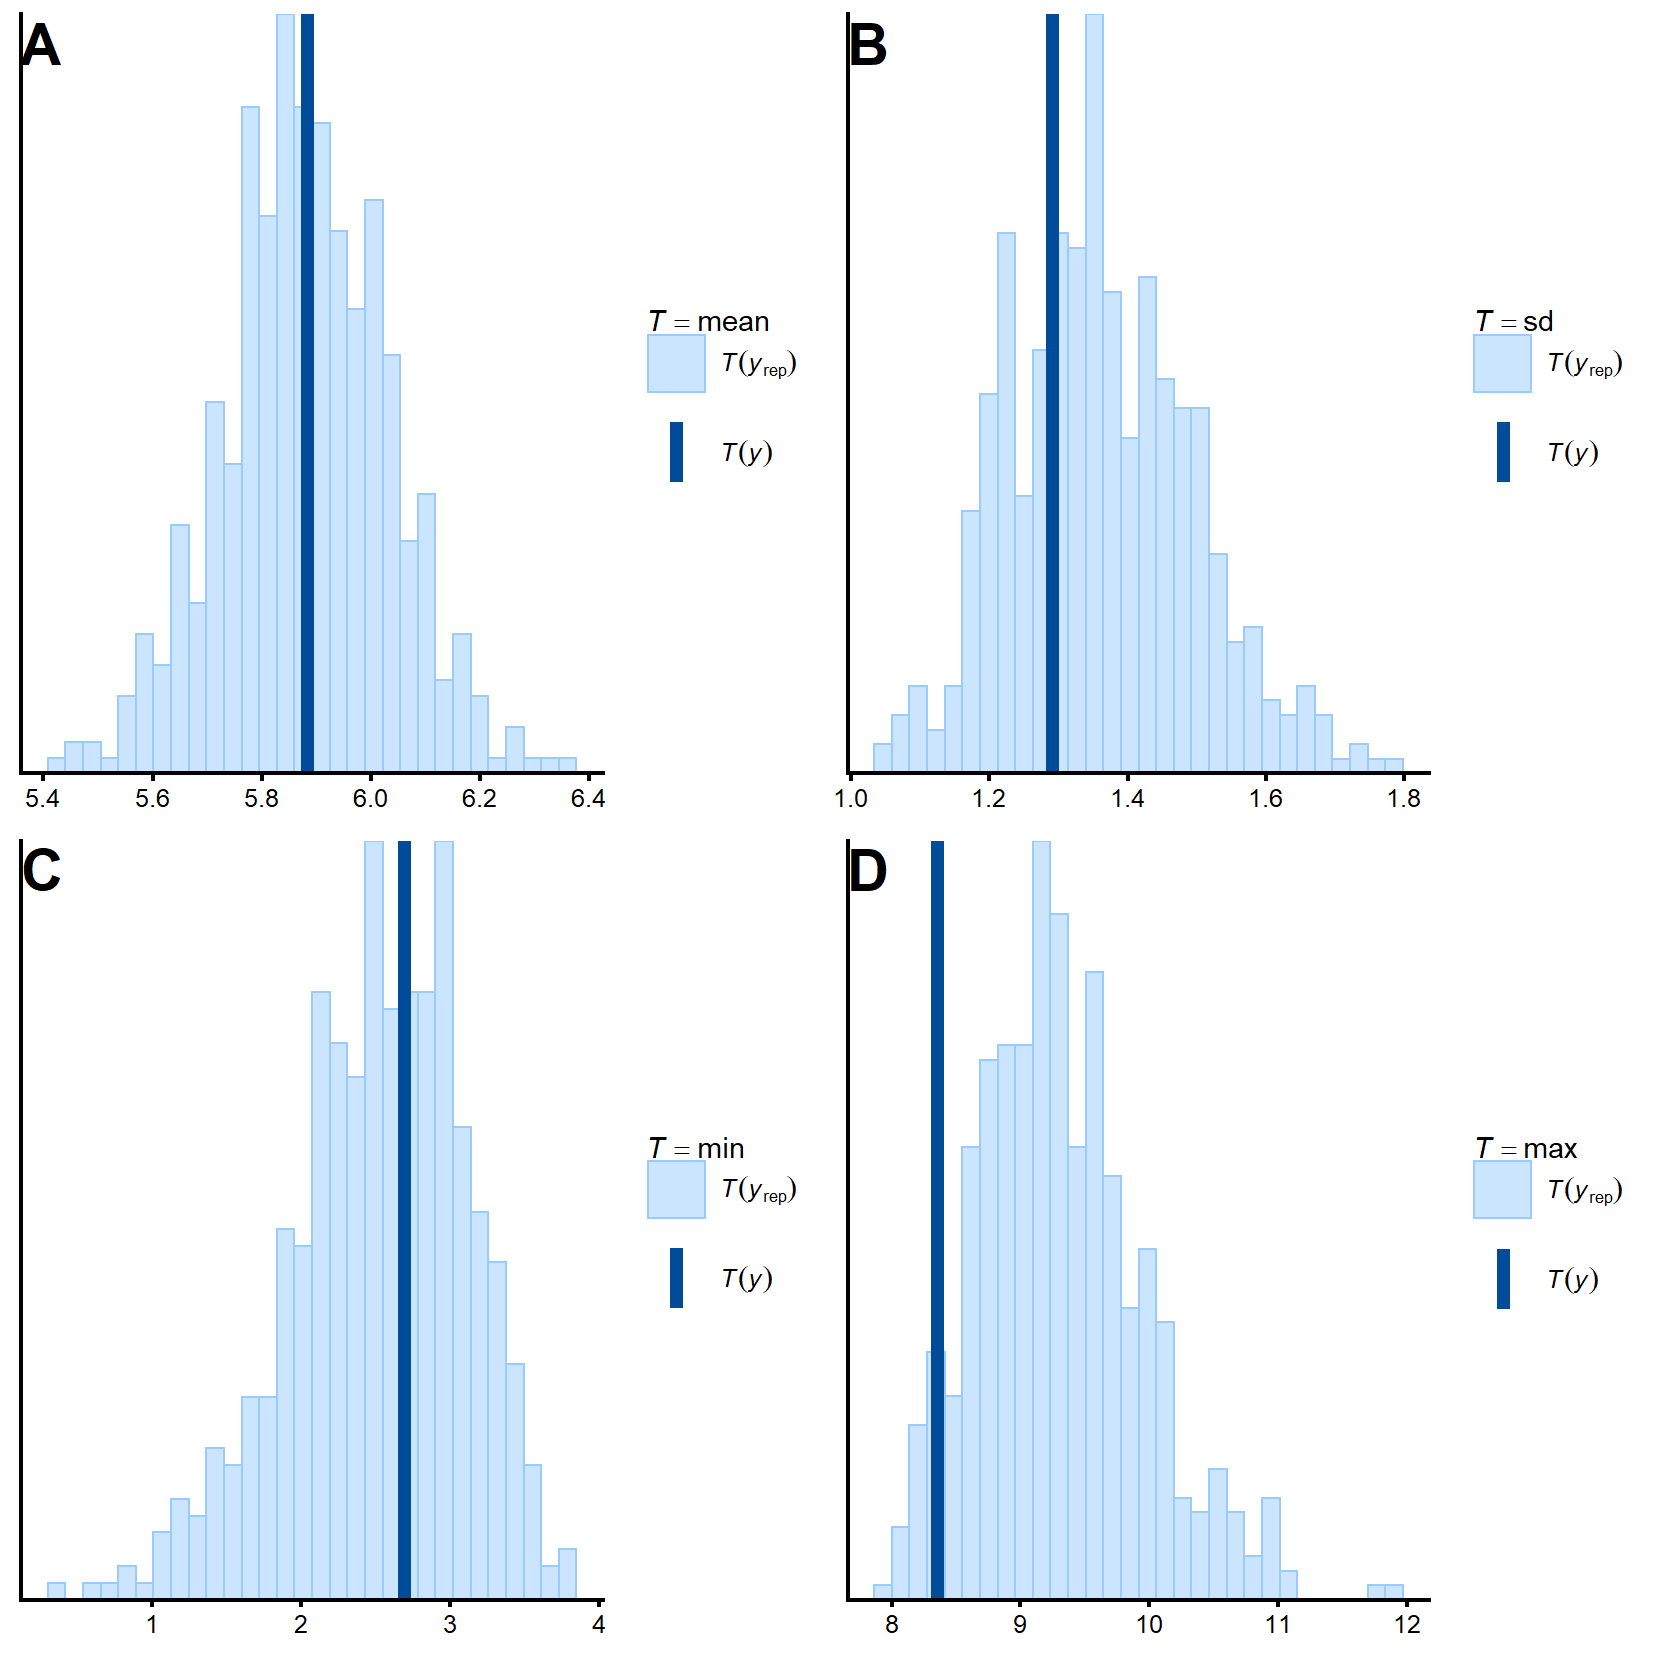 A
T = mean
T(yrep)
T(y)
5.4 5.6 5.8 6.0 6.2 6.4
B
T = sd
T(yrep)
T(y)
1.0 1.2 1.4 1.6 1.8
C
T = min
T(yrep)
T(y)
1 2 3 4
D
T = max
T(yrep)
T(y)
8 9 10 11 12